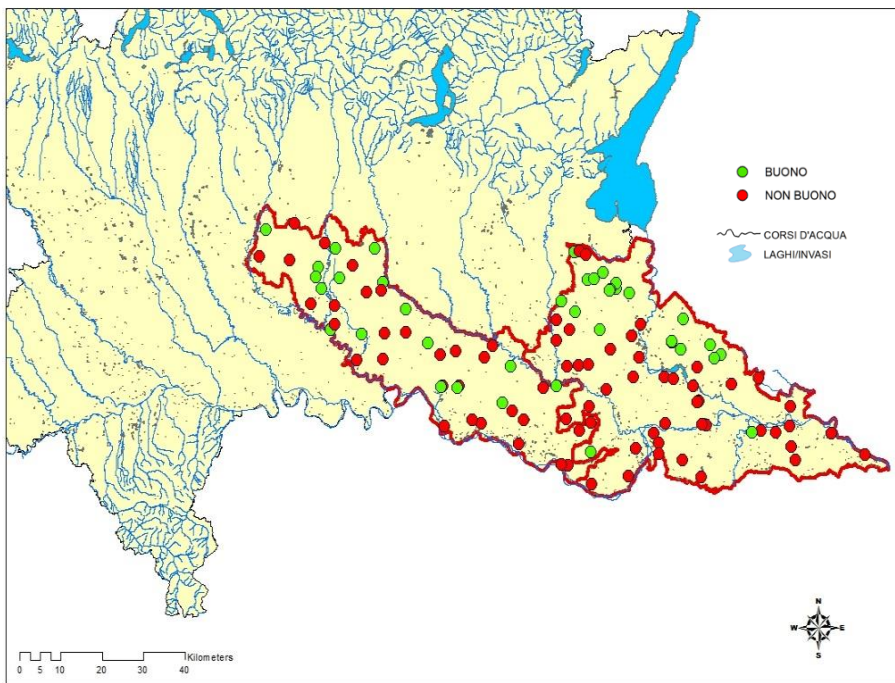 BUONO
NON BUONO
CORSI D'ACQUA
LAGHI/INVASI
N
W E
S
Kilometers
0 5 10 20 30 40